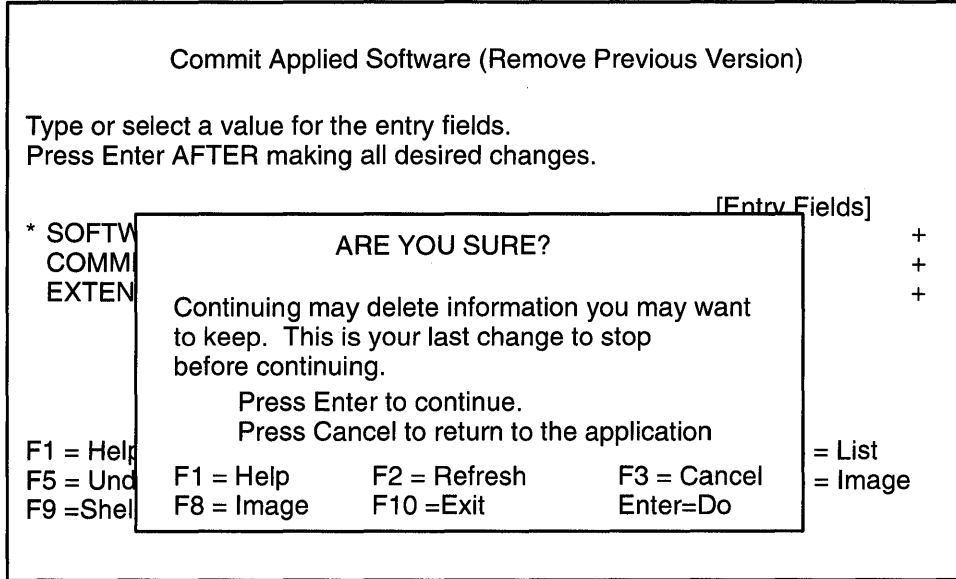 Commit Applied Software (Remove Previous Version)
Type or select a value for the entry fields.
Press Enter AFTER making all desired changes.
[Entry Fields]
* SOFTW +
COMMI +
EXTEN +
ARE YOU SURE?
Continuing may delete information you may want
to keep. This is your last change to stop
before continuing.
Press Enter to continue.
Press Cancel to return to the application
F1 = Help F2 = Refresh F3 = Cancel
F8 = Image F10 =Exit Enter=Do
F1 = Help = List
F5 = Und = Image
F9 =Shel